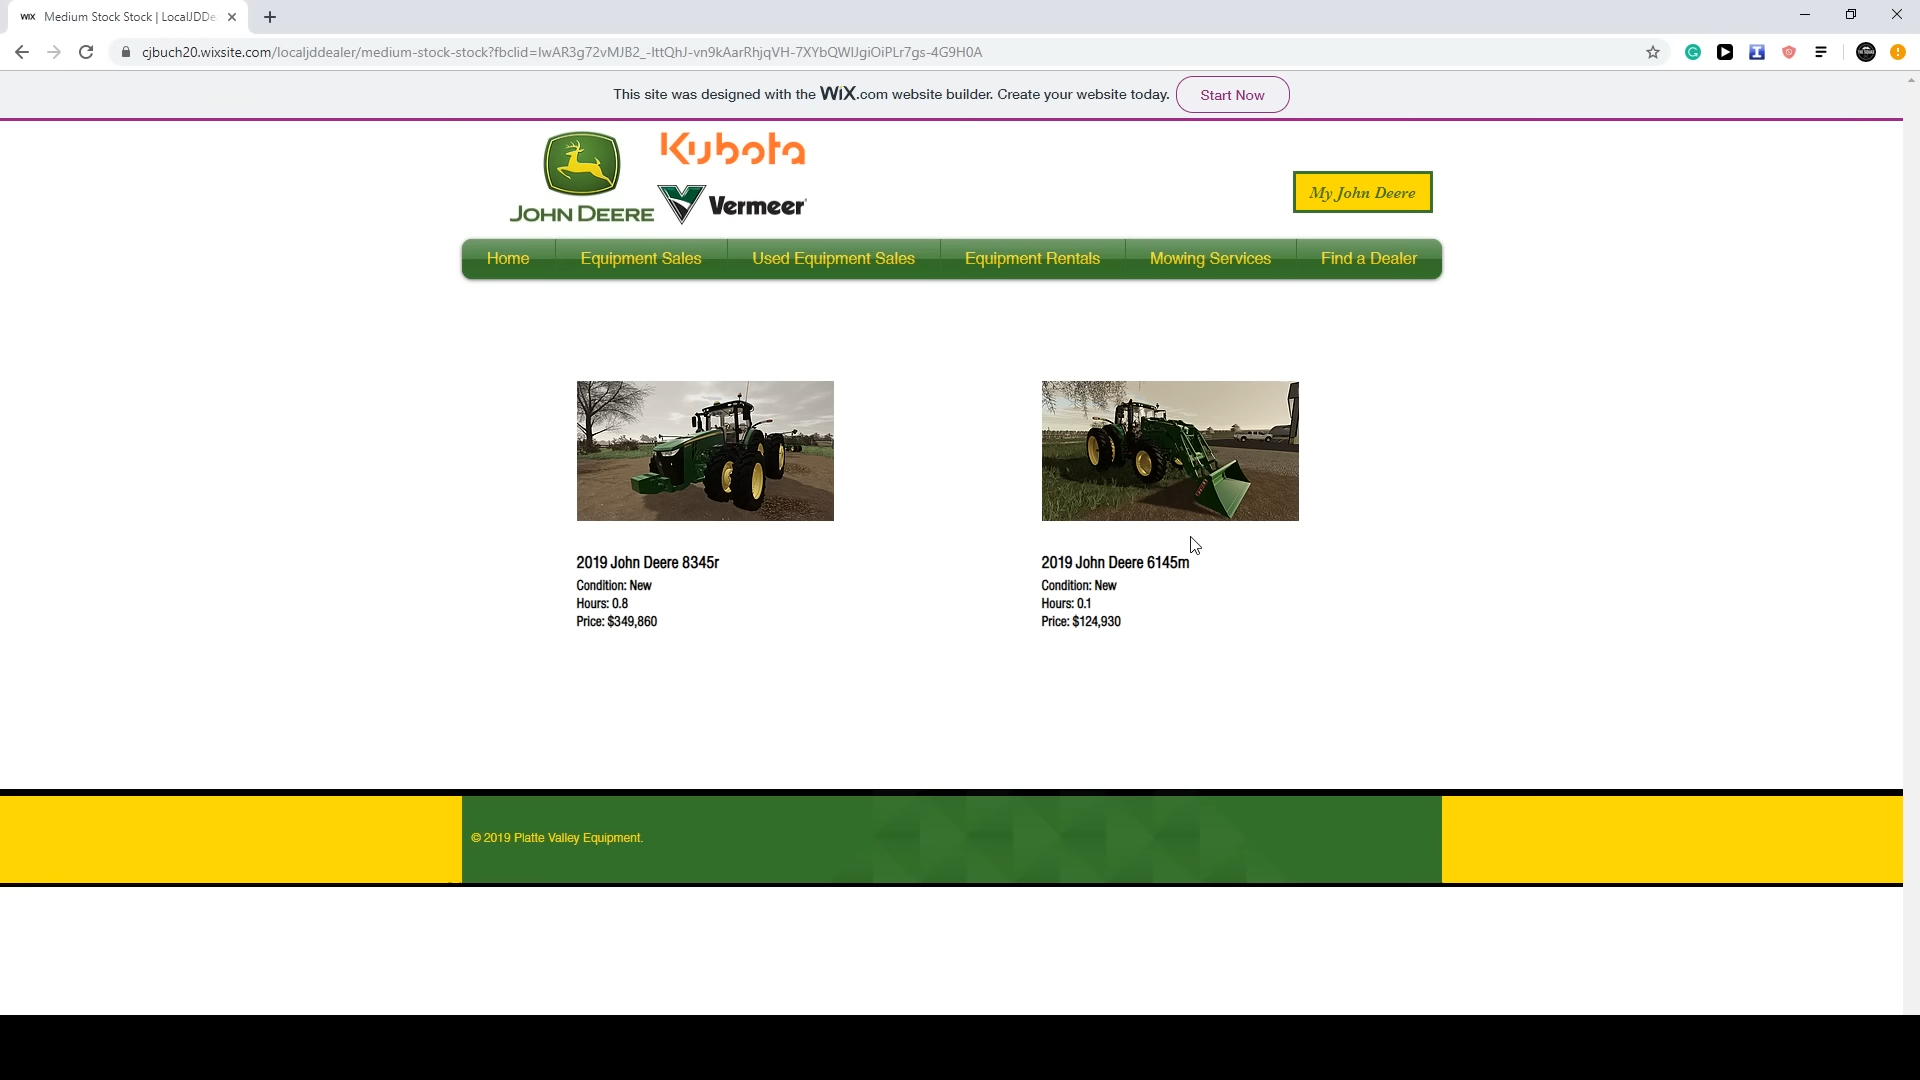 WiX Medium Stock Stock | LocalJDDe
cjbuch20.wixsite.com/localjddealer/medium-stock-stock?fbclid=IwAR3g72vMJB2_-IttQhJ-vn9kAarRhjqVH-7XYbQWIJgiOiPLr7gs-4G9H0A
This site was designed with the WiX.com website builder. Create your website today. Start Now
Kubota
JOHN DEERE
Vermeer
My John Deere
Home Equipment Sales Used Equipment Sales Equipment Rentals Mowing Services Find a Dealer
2019 John Deere 8345r
Condition: New
Hours: 0.8
Price: $349,860
2019 John Deere 6145m
Condition: New
Hours: 0.1
Price: $124,930
© 2019 Platte Valley Equipment.